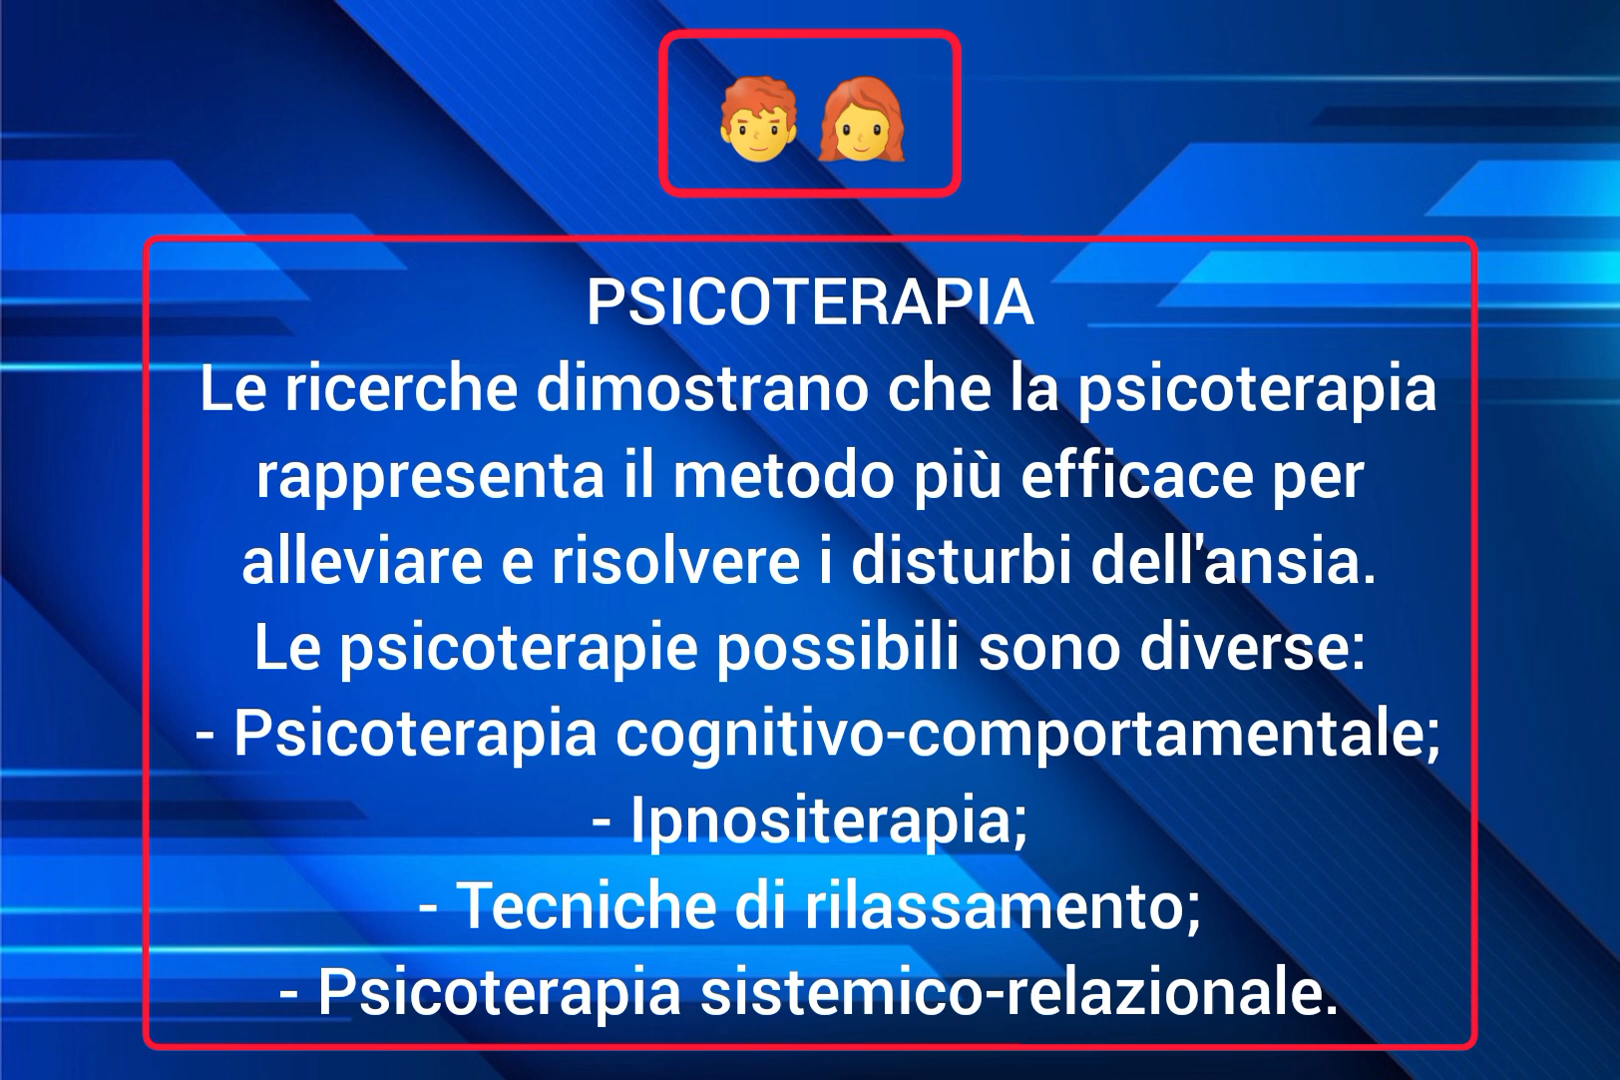 PSICOTERAPIA
Le ricerche dimostrano che la psicoterapia
rappresenta il metodo più efficace per
alleviare e risolvere i disturbi dell'ansia.
Le psicoterapie possibili sono diverse:
- Psicoterapia cognitivo-comportamentale;
- Ipnositerapia;
- Tecniche di rilassamento;
- Psicoterapia sistemico-relazionale.